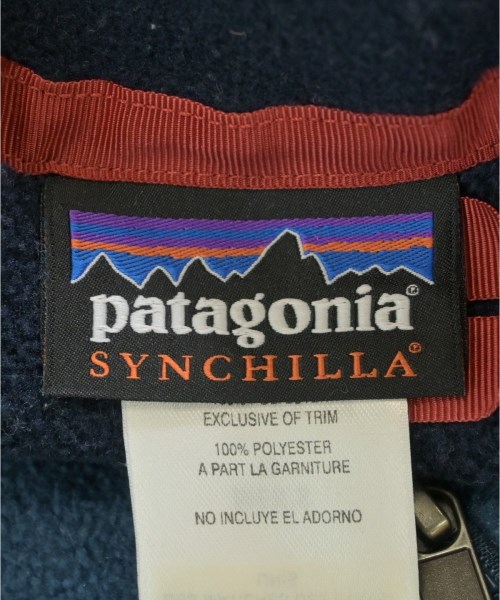 patagonia®
SYNCHILLA®
EXCLUSIVE OF TRIM
100% POLYESTER
A PART LA GARNITURE
NO INCLUYE EL ADORNO